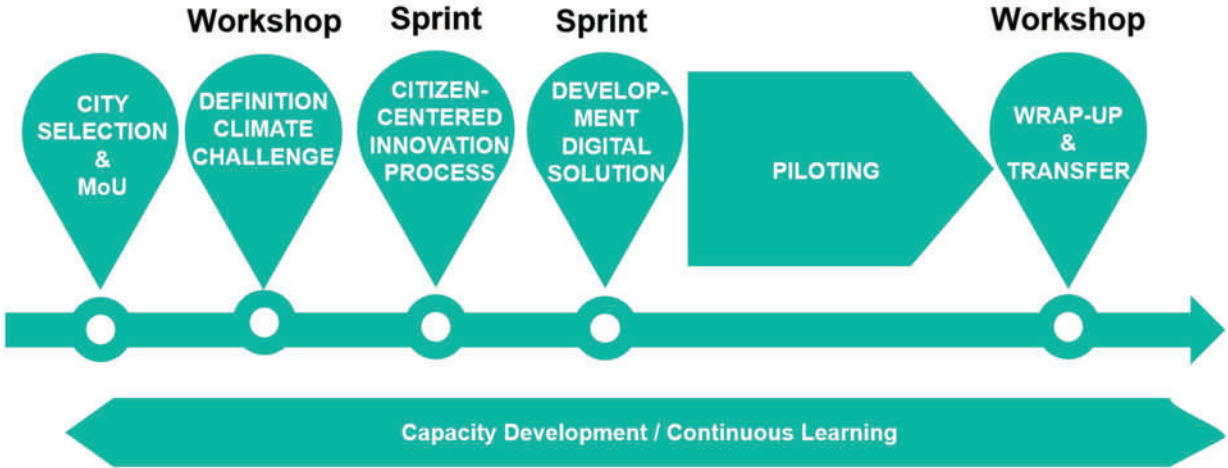 Workshop
Sprint
Sprint
Workshop
CITY
SELECTION
&
MoU
DEFINITION
CLIMATE
CHALLENGE
CITIZEN-
CENTERED
INNOVATION
PROCESS
DEVELOP-
MENT
DIGITAL
SOLUTION
PILOTING
WRAP-UP
&
TRANSFER
Capacity Development / Continuous Learning